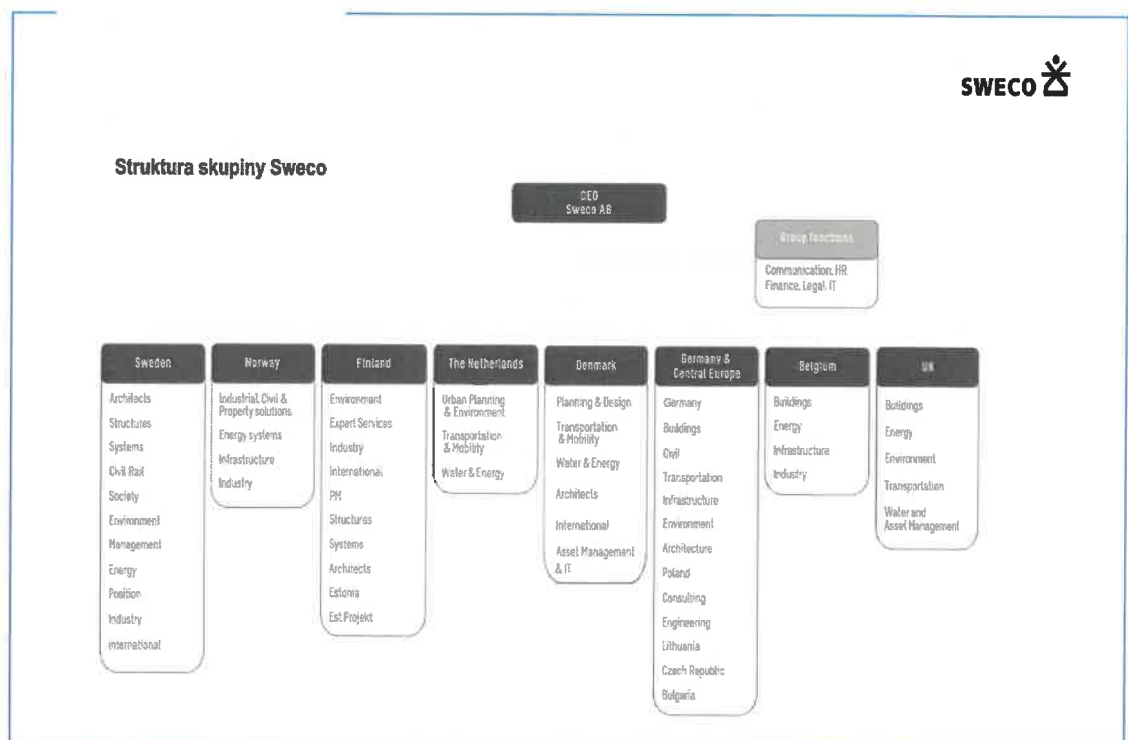 SWECO
Struktura skupiny Sweco
CEO
Sweco AB
Group functions
Communication, HR
Finance, Legal, IT
Sweden
Architects
Structures
Systems
Civil Rail
Society
Environment
Management
Energy
Position
Industry
International
Norway
Industrial, Civil &
Property solutions
Energy systems
Infrastructure
Industry
Finland
Environment
Expert Services
Industry
International
PM
Structures
Systems
Architects
Estonia
Est Projekt
The Netherlands
Urban Planning
& Environment
Transportation
& Mobility
Water & Energy
Denmark
Planning & Design
Transportation
& Mobility
Water & Energy
Architects
International
Asset Management
& IT
Germany &
Central Europe
Germany
Buildings
Civil
Transportation
Infrastructure
Environment
Architecture
Poland
Consulting
Engineering
Lithuania
Czech Republic
Bulgaria
Belgium
Buildings
Energy
Infrastructure
Industry
UK
Buildings
Energy
Environment
Transportation
Water and
Asset Management